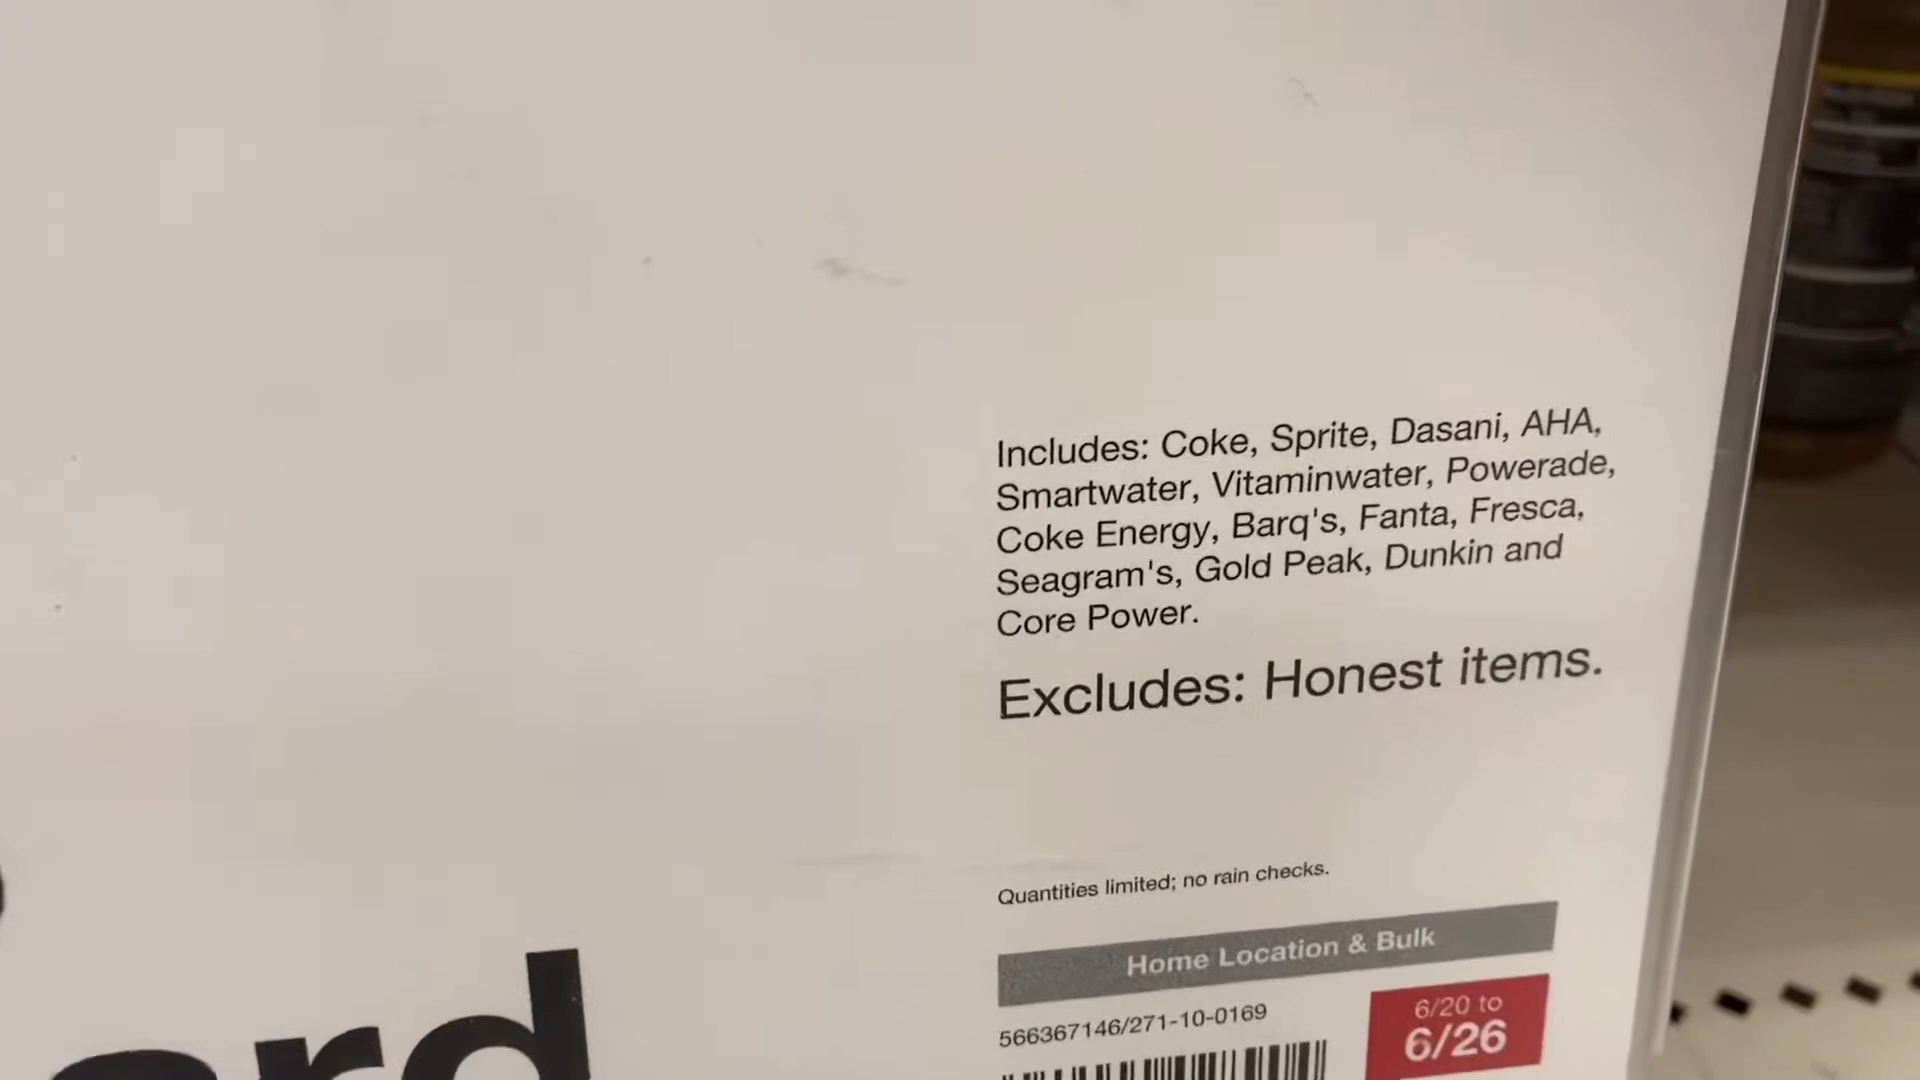 Includes: Coke, Sprite, Dasani, AHA,
Smartwater, Vitaminwater, Powerade,
Coke Energy, Barq's, Fanta, Fresca,
Seagram's, Gold Peak, Dunkin and
Core Power.
Excludes: Honest items.
Quantities limited; no rain checks.
Home Location & Bulk
566367146/271-10-0169
6/20 to
6/26
ard